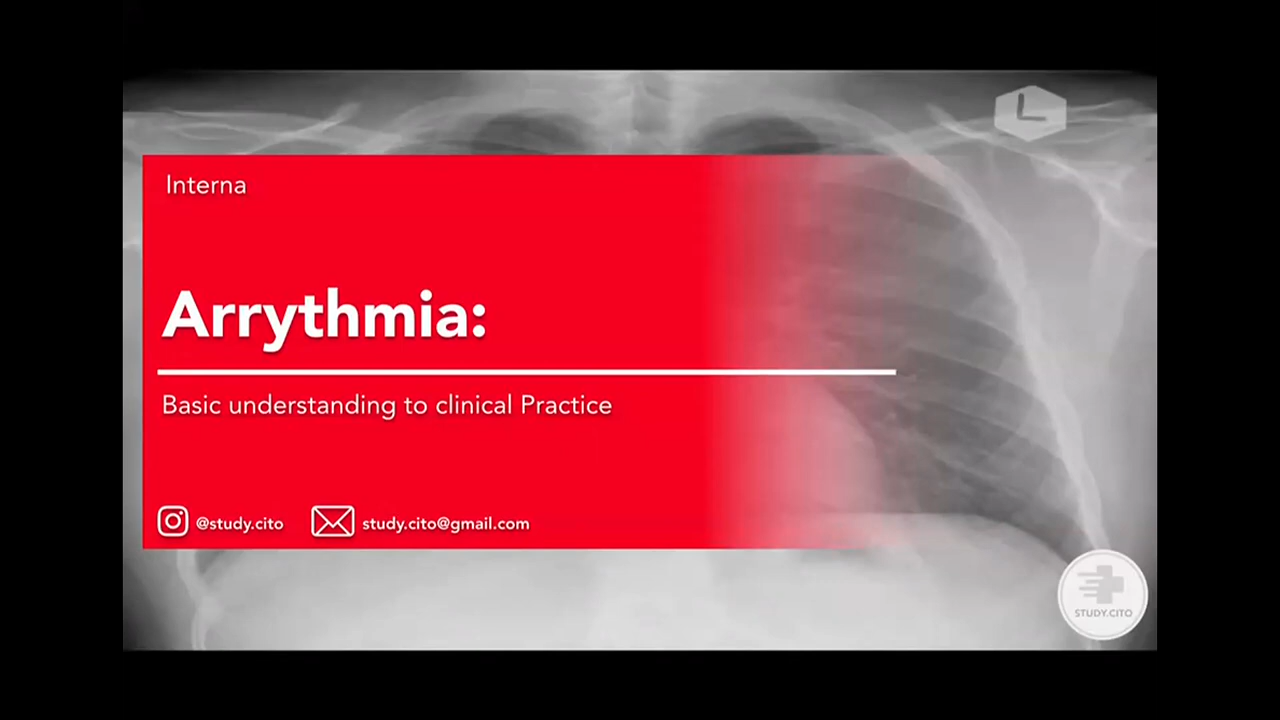 L
Interna
Arrythmia:
Basic understanding to clinical Practice
@study.cito
study.cito@gmail.com
STUDY.CITO